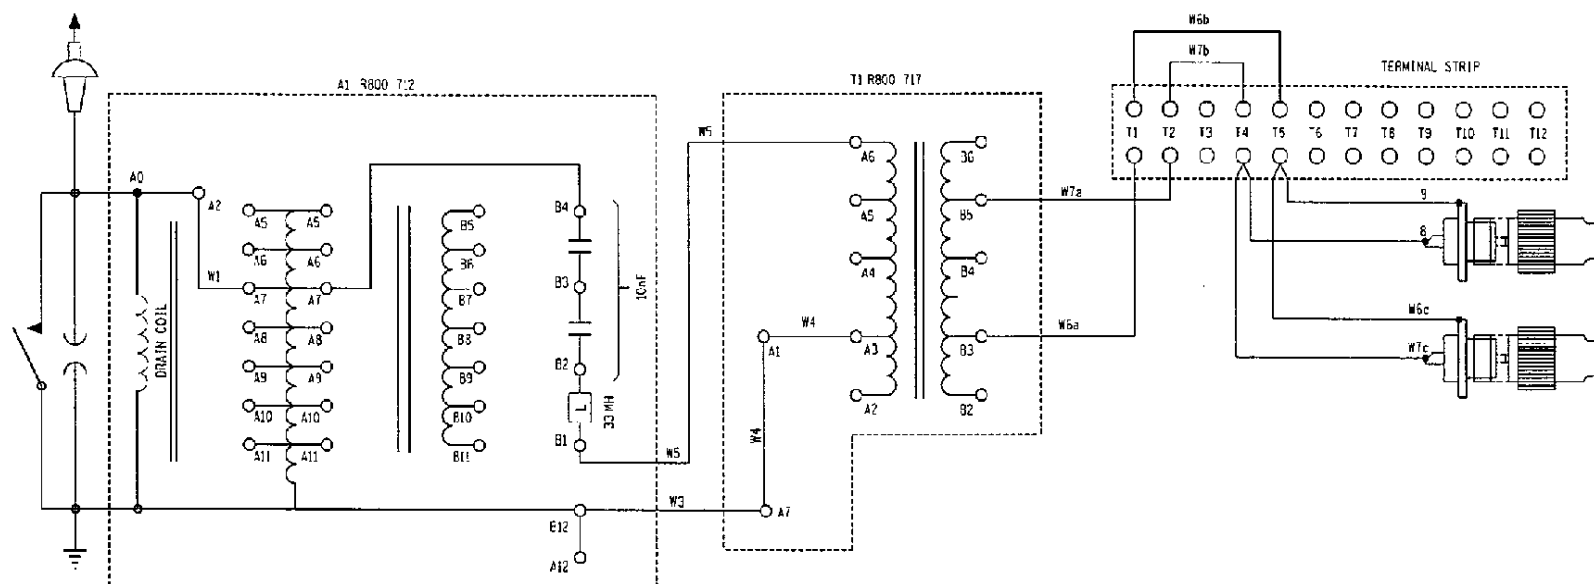 W6b
W7b
TERMINAL STRIP
A1 R800 712
T1 R800 717
T1 T2 T3 T4 T5 T6 T7 T8 T9 T10 T11 T12
W5
A0
A2
W1
A5 A5
A6 A6
A7 A7
A8 A8
A9 A9
A10 A10
A11 A11
DRAIN COIL
B5
B6
B7
B8
B9
B10
B11
B4
B3
B2
B1
10nF
L
33 MH
W5
W3
W4
W4
A1
A7
A6
A5
A4
A3
A2
B6
B5
B4
B3
B2
W7a
W6a
9
8
W6c
W7c
B12
A12